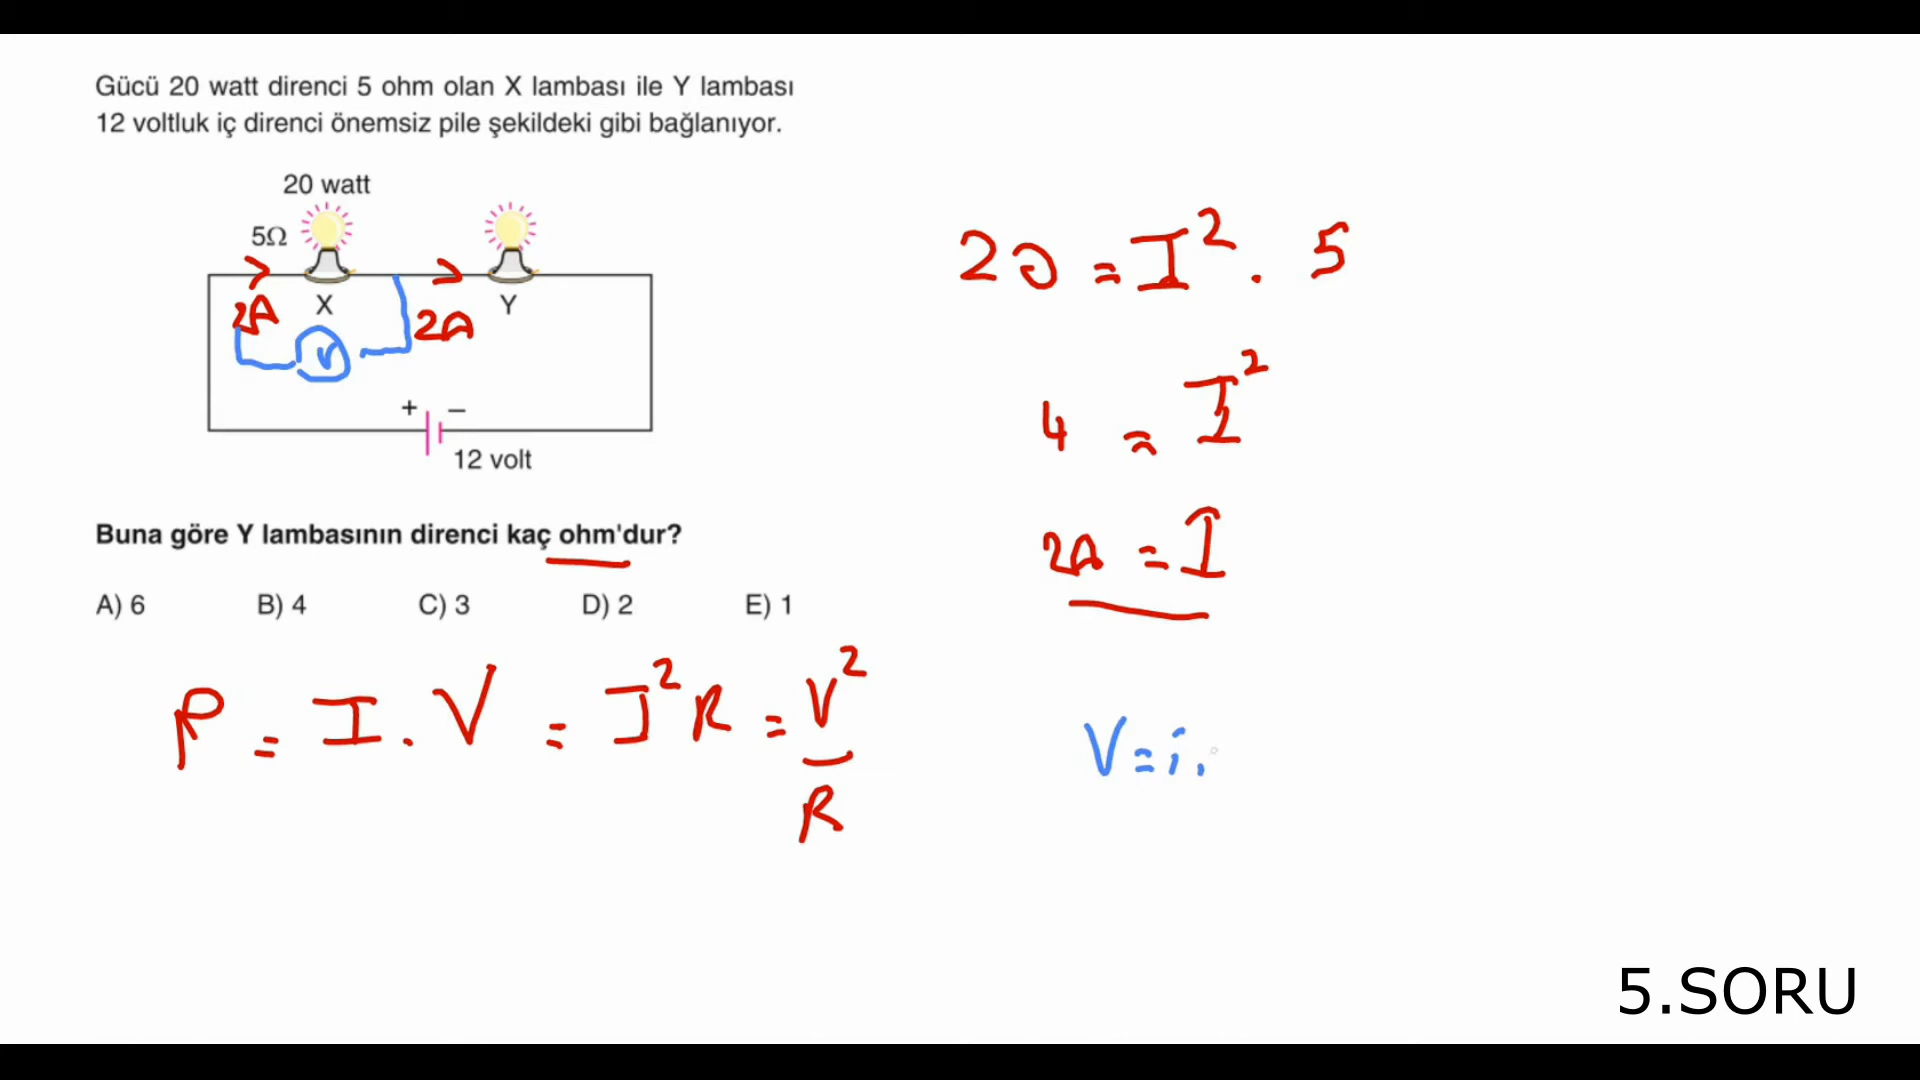 Gücü 20 watt direnci 5 ohm olan X lambası ile Y lambası
12 voltluk iç direnci önemsiz pile şekildeki gibi bağlanıyor.
20 watt
5Ω
X
Y
2A
2A
V
+ −
12 volt
Buna göre Y lambasının direnci kaç ohm'dur?
A) 6 B) 4 C) 3 D) 2 E) 1
P = I . V = I² R = V²/R
20 = I² . 5
4 = I²
2A = I
V = i .
5.SORU